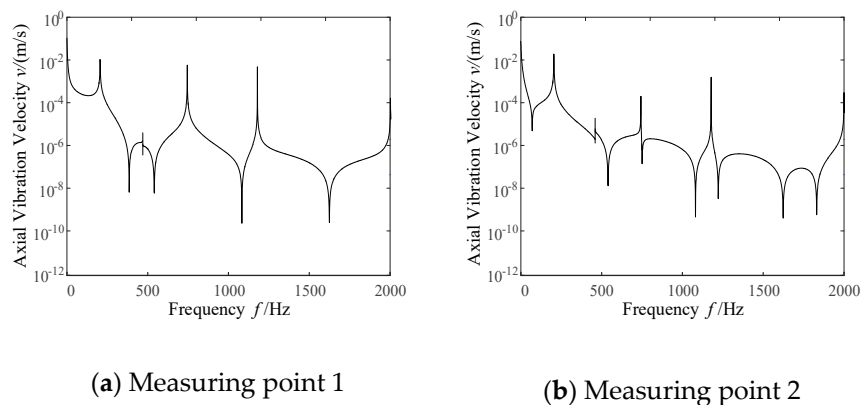 Axial Vibration Velocity v/(m/s)
10^0
10^-2
10^-4
10^-6
10^-8
10^-10
10^-12
0 500 1000 1500 2000
Frequency f/Hz
(a) Measuring point 1
Axial Vibration Velocity v/(m/s)
10^0
10^-2
10^-4
10^-6
10^-8
10^-10
10^-12
0 500 1000 1500 2000
Frequency f/Hz
(b) Measuring point 2